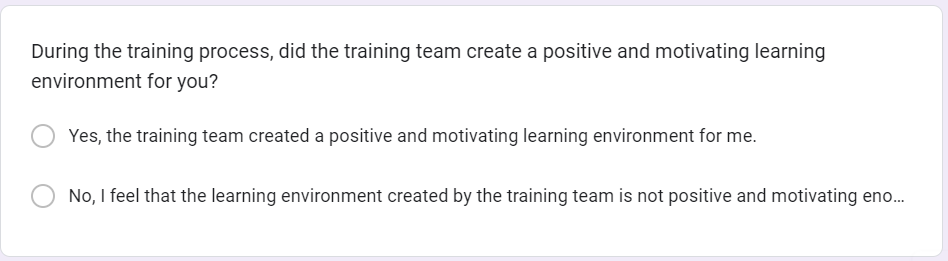 During the training process, did the training team create a positive and motivating learning
environment for you?
Yes, the training team created a positive and motivating learning environment for me.
No, I feel that the learning environment created by the training team is not positive and motivating eno...